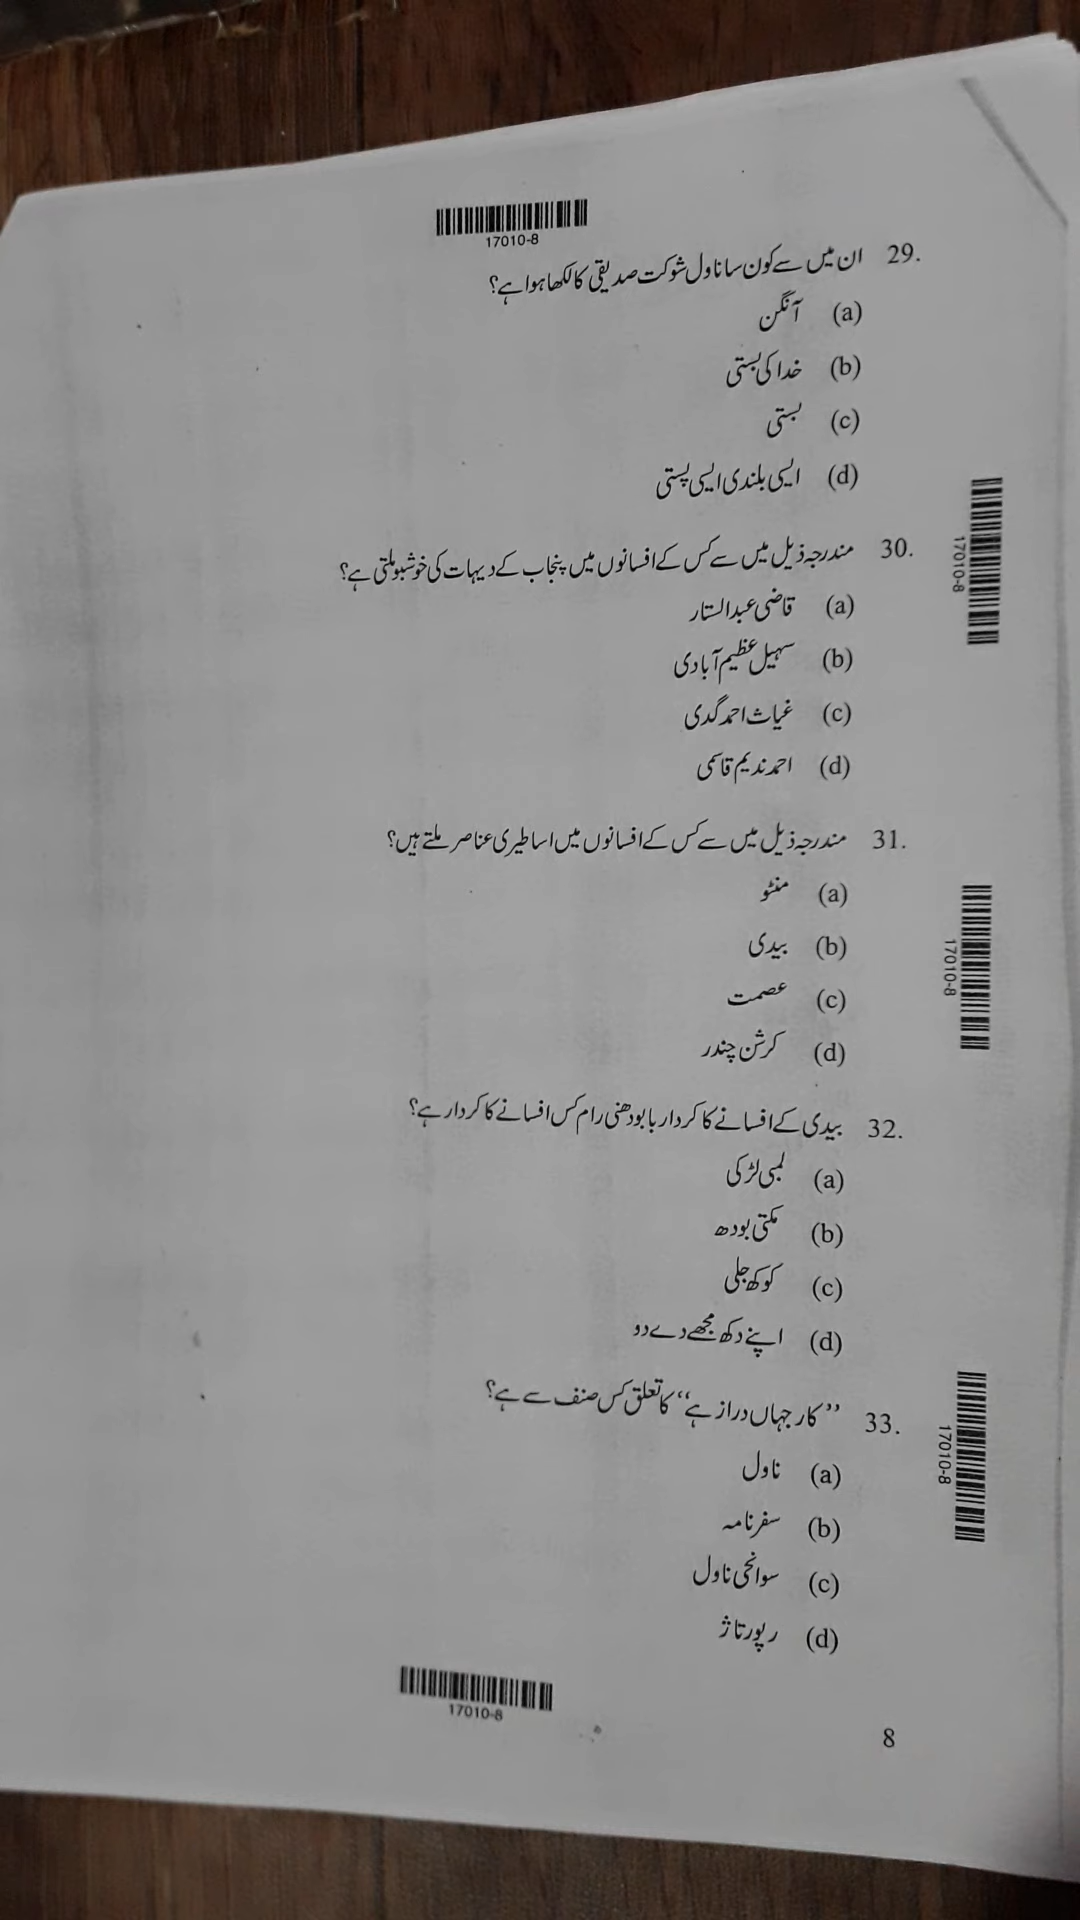 17010-8
29. ان میں سے کون سا ناول شوکت صدیقی کا لکھا ہوا ہے؟
(a) آنگن
(b) خدا کی بستی
(c) بستی
(d) ایسی بلندی ایسی پستی
17010-8
30. مندرجہ ذیل میں سے کس کے افسانوں میں پنجاب کے دیہات کی خوشبو ملتی ہے؟
(a) قاضی عبدالستار
(b) سہیل عظیم آبادی
(c) غیاث احمد گدی
(d) احمد ندیم قاسمی
31. مندرجہ ذیل میں سے کس کے افسانوں میں اساطیری عناصر ملتے ہیں؟
(a) منٹو
(b) بیدی
(c) عصمت
(d) کرشن چندر
17010-8
32. بیدی کے افسانے کا کردار بابو دھنی رام کس افسانے کا کردار ہے؟
(a) لمبی لڑکی
(b) مکتی بودھ
(c) کوکھ جلی
(d) اپنے دکھ مجھے دے دو
33. ’’کار جہاں دراز ہے‘‘ کا تعلق کس صنف سے ہے؟
(a) ناول
(b) سفرنامہ
(c) سوانحی ناول
(d) رپورتاژ
17010-8
17010-8
8